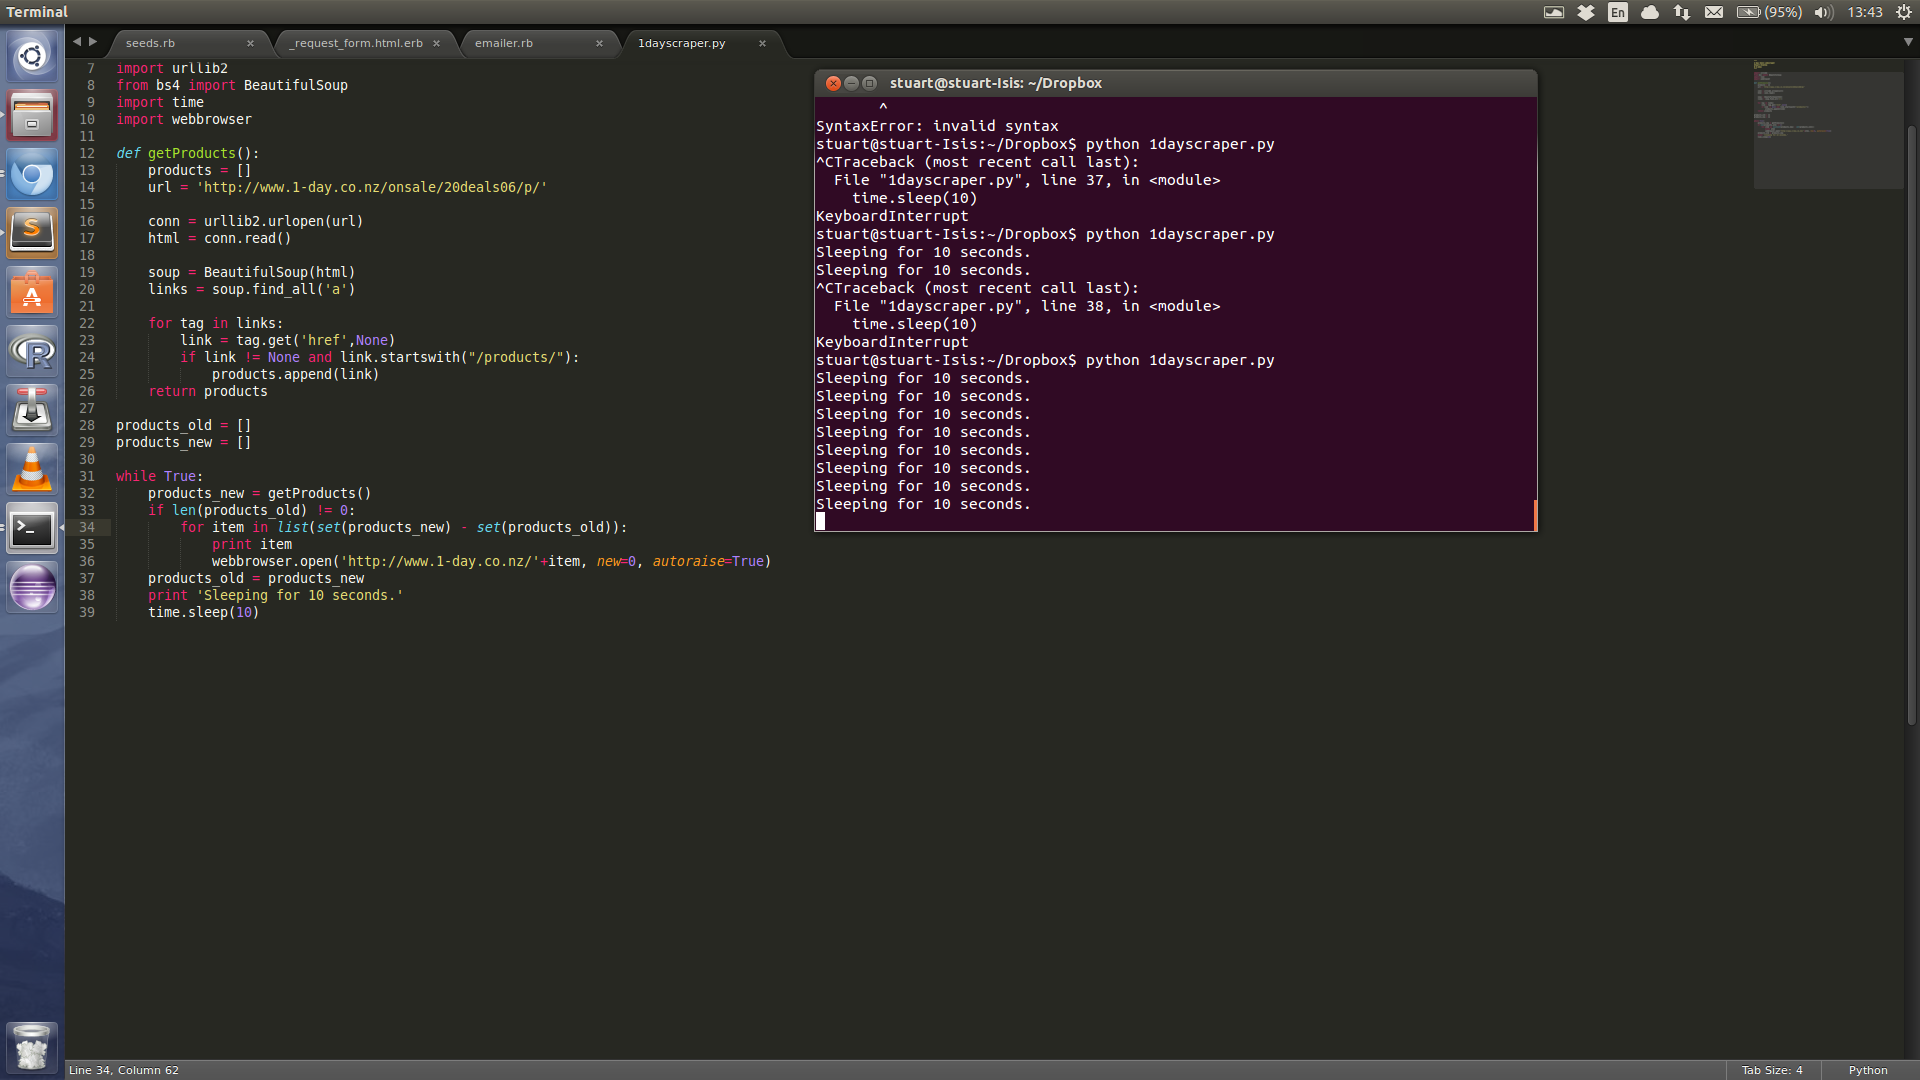 Terminal
En
(95%)
13:43
seeds.rb
_request_form.html.erb
emailer.rb
1dayscraper.py
7 import urllib2
8 from bs4 import BeautifulSoup
9 import time
10 import webbrowser
11
12 def getProducts():
13     products = []
14     url = 'http://www.1-day.co.nz/onsale/20deals06/p/'
15
16     conn = urllib2.urlopen(url)
17     html = conn.read()
18
19     soup = BeautifulSoup(html)
20     links = soup.find_all('a')
21
22     for tag in links:
23         link = tag.get('href',None)
24         if link != None and link.startswith("/products/"):
25             products.append(link)
26     return products
27
28 products_old = []
29 products_new = []
30
31 while True:
32     products_new = getProducts()
33     if len(products_old) != 0:
34         for item in list(set(products_new) - set(products_old)):
35             print item
36             webbrowser.open('http://www.1-day.co.nz/'+item, new=0, autoraise=True)
37     products_old = products_new
38     print 'Sleeping for 10 seconds.'
39     time.sleep(10)
stuart@stuart-Isis: ~/Dropbox
^
SyntaxError: invalid syntax
stuart@stuart-Isis:~/Dropbox$ python 1dayscraper.py
^CTraceback (most recent call last):
  File "1dayscraper.py", line 37, in <module>
    time.sleep(10)
KeyboardInterrupt
stuart@stuart-Isis:~/Dropbox$ python 1dayscraper.py
Sleeping for 10 seconds.
Sleeping for 10 seconds.
^CTraceback (most recent call last):
  File "1dayscraper.py", line 38, in <module>
    time.sleep(10)
KeyboardInterrupt
stuart@stuart-Isis:~/Dropbox$ python 1dayscraper.py
Sleeping for 10 seconds.
Sleeping for 10 seconds.
Sleeping for 10 seconds.
Sleeping for 10 seconds.
Sleeping for 10 seconds.
Sleeping for 10 seconds.
Sleeping for 10 seconds.
Sleeping for 10 seconds.
Line 34, Column 62
Tab Size: 4
Python